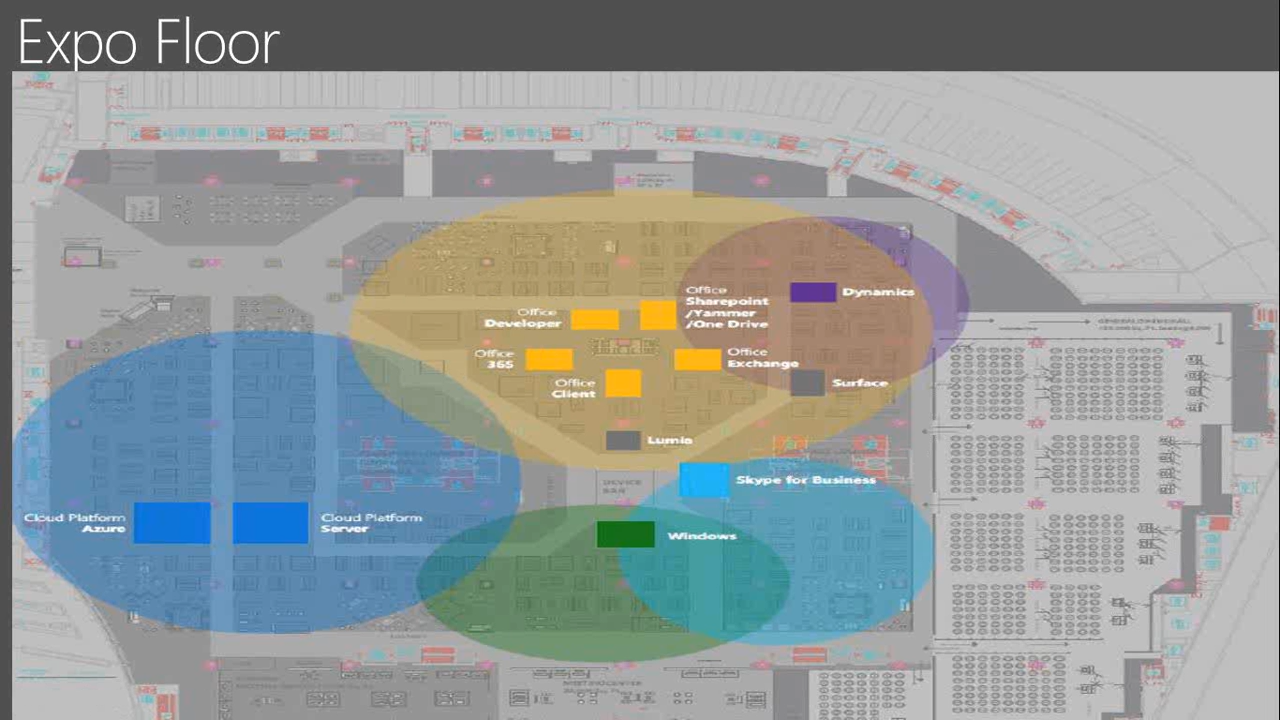 Expo Floor
Office
Sharepoint
/Yammer
/One Drive
Dynamics
Office
Developer
Office
365
Office
Exchange
Office
Client
Surface
Lumia
Skype for Business
DEVICE
BAR
Cloud Platform
Azure
Cloud Platform
Server
Windows